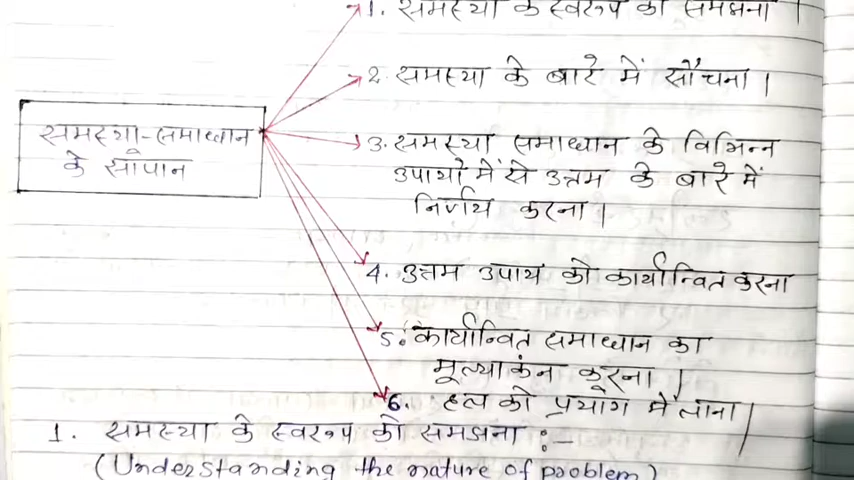 1. समस्या के स्वरूप को समझना |
2. समस्या के बारे में सोंचना |
समस्या-समाधान
के सोपान
3. समस्या समाधान के विभिन्न
उपायों में से उत्तम के बारे में
निर्णय करना |
4. उत्तम उपाय को कार्यान्वित करना
5. कार्यान्वित समाधान का
मूल्याकंन करना |
6. हल को प्रयोग में लाना |
1. समस्या के स्वरूप को समझना :-
(Understanding the nature of problem)